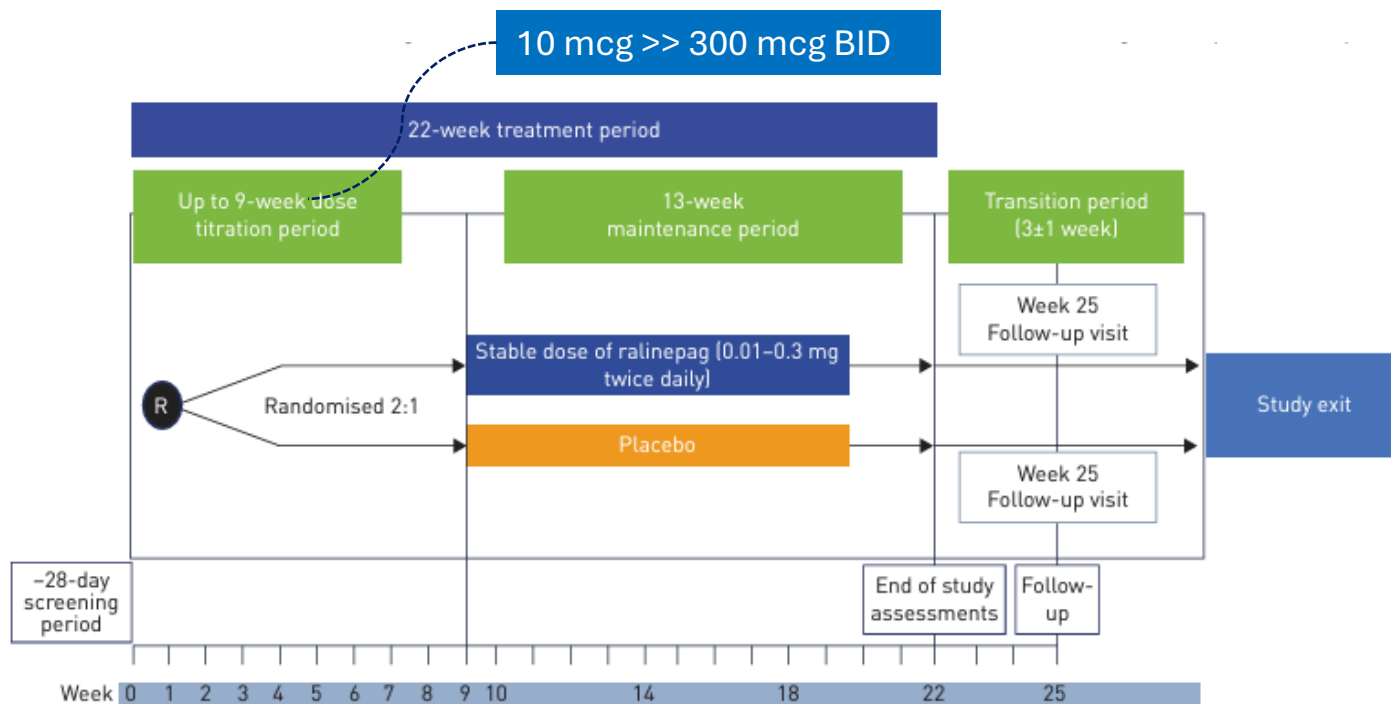 10 mcg >> 300 mcg BID
22-week treatment period
Up to 9-week dose
titration period
13-week
maintenance period
Transition period
(3±1 week)
Week 25
Follow-up visit
Stable dose of ralinepag (0.01–0.3 mg
twice daily)
R
Randomised 2:1
Study exit
Placebo
Week 25
Follow-up visit
–28-day
screening
period
End of study
assessments
Follow-
up
Week 0 1 2 3 4 5 6 7 8 9 10 14 18 22 25